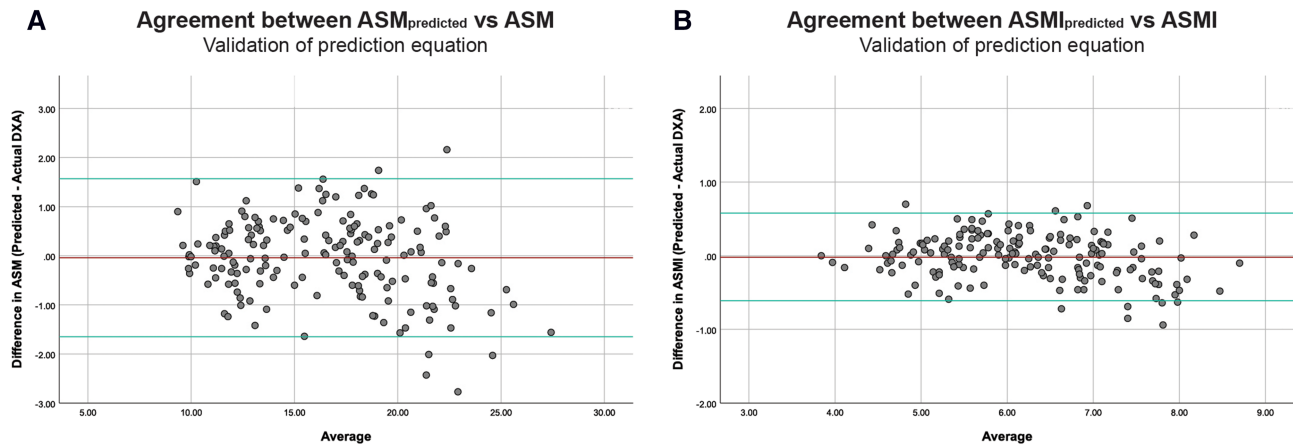 A
Agreement between ASMpredicted vs ASM
Validation of prediction equation
Difference in ASM (Predicted - Actual DXA)
3.00
2.00
1.00
.00
-1.00
-2.00
-3.00
5.00 10.00 15.00 20.00 25.00 30.00
Average
B
Agreement between ASMIpredicted vs ASMI
Validation of prediction equation
Difference in ASMI (Predicted - Actual DXA)
2.00
1.00
.00
-1.00
-2.00
3.00 4.00 5.00 6.00 7.00 8.00 9.00
Average